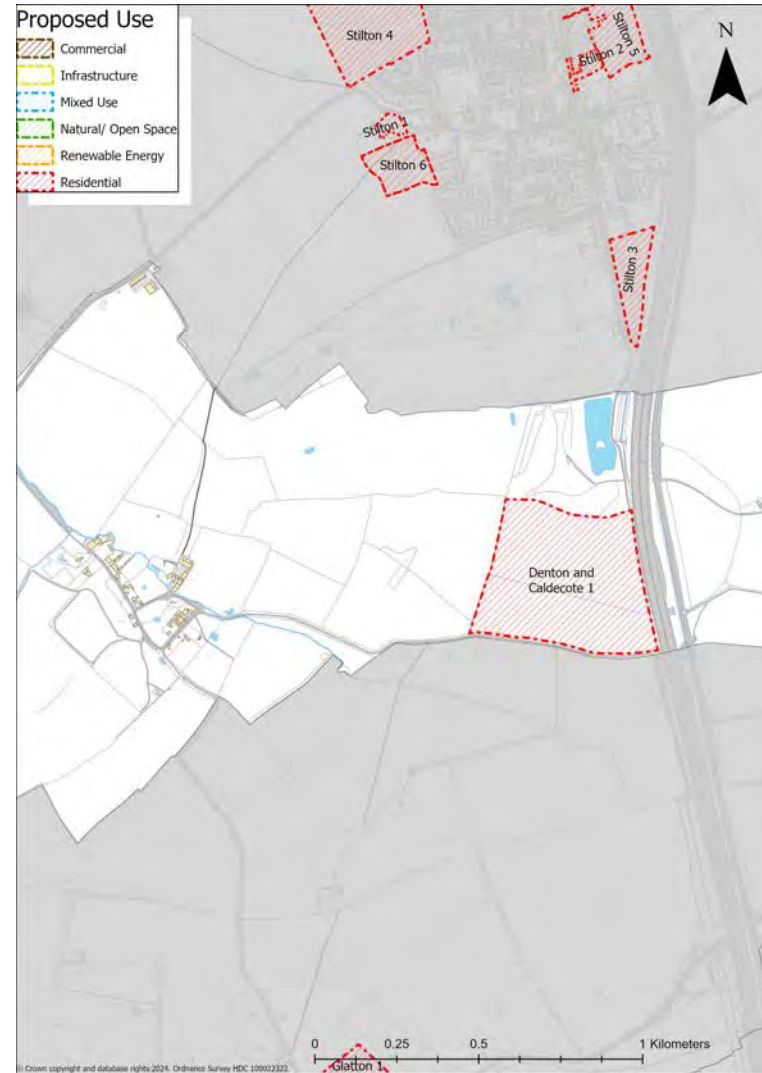 Proposed Use
Commercial
Infrastructure
Mixed Use
Natural/ Open Space
Renewable Energy
Residential
N
Stilton 4
Stilton 5
Stilton 2
Stilton 1
Stilton 6
Stilton 3
Denton and
Caldecote 1
0 0.25 0.5 1 Kilometers
Glatton 1
© Crown copyright and database rights 2024. Ordnance Survey HDC 100022322.